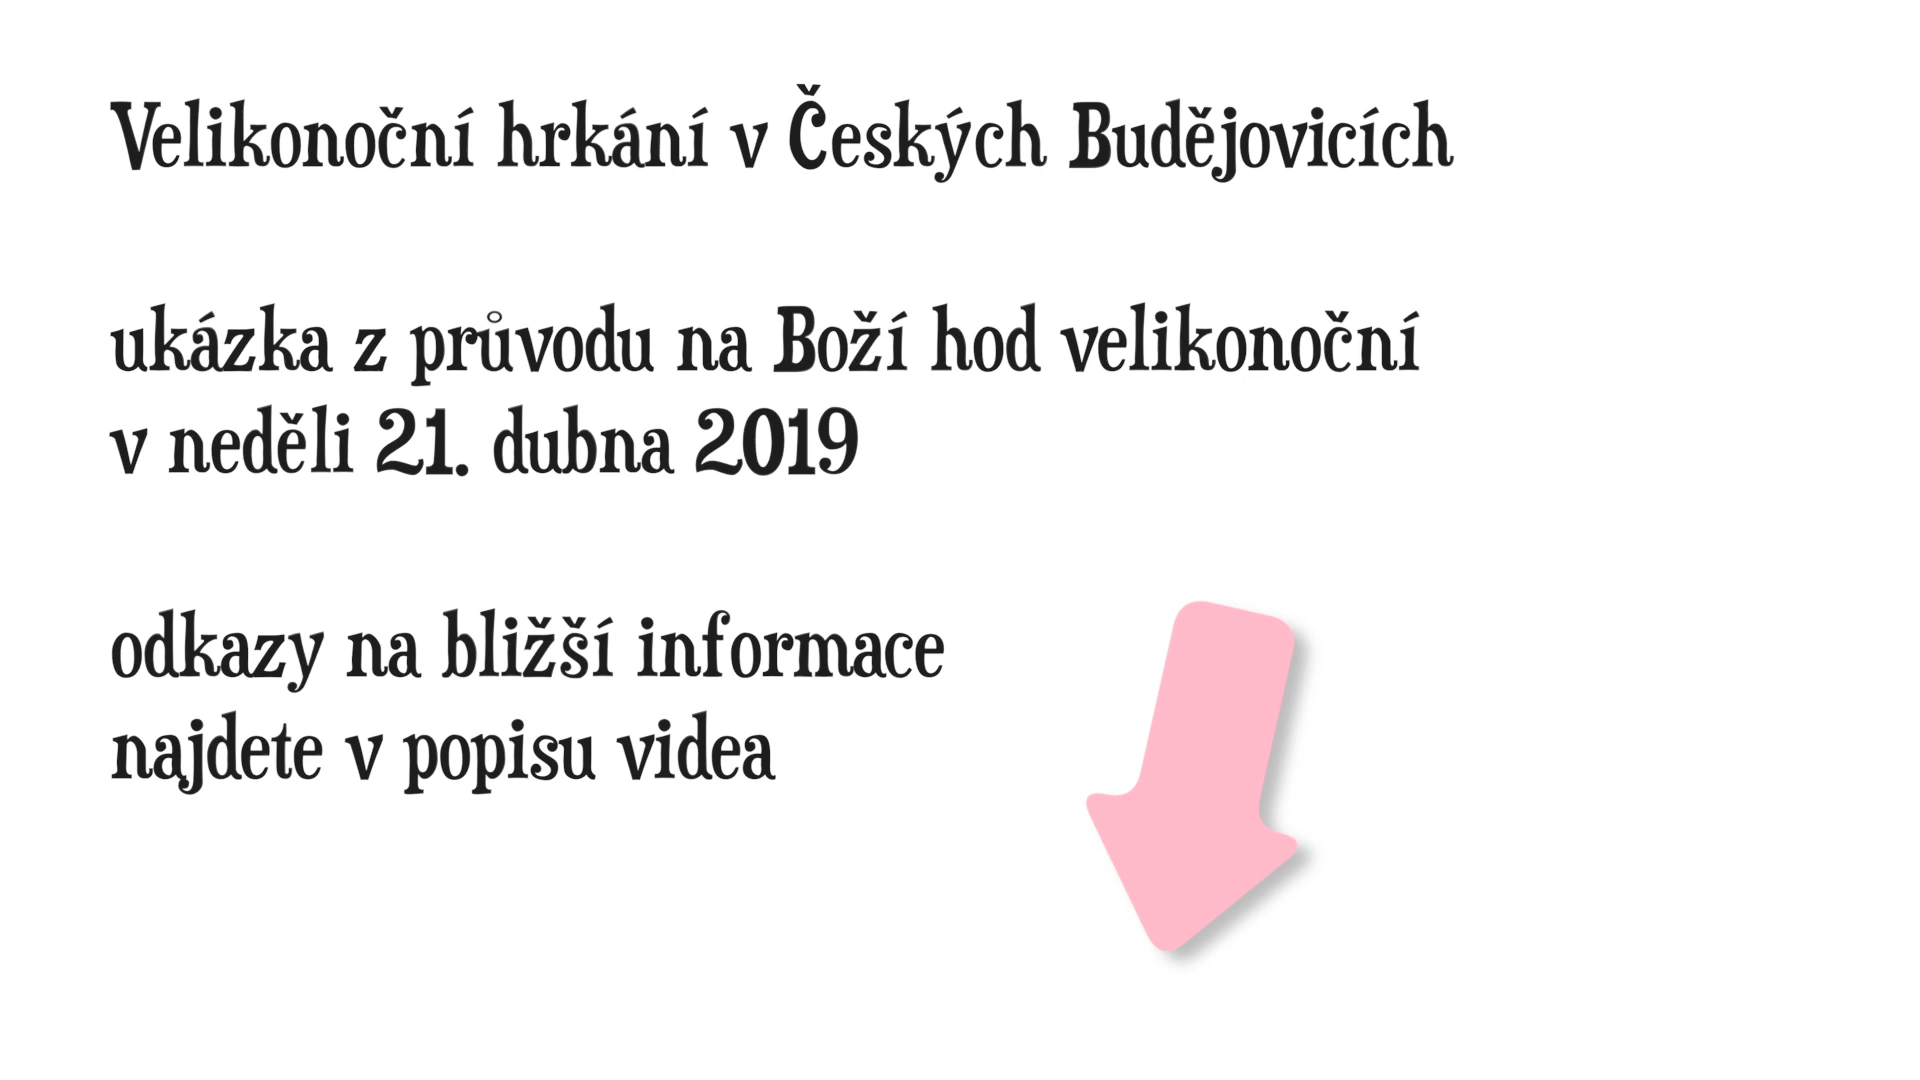 Velikonoční hrkání v Českých Budějovicích
ukázka z průvodu na Boží hod velikonoční
v neděli 21. dubna 2019
odkazy na bližší informace
najdete v popisu videa